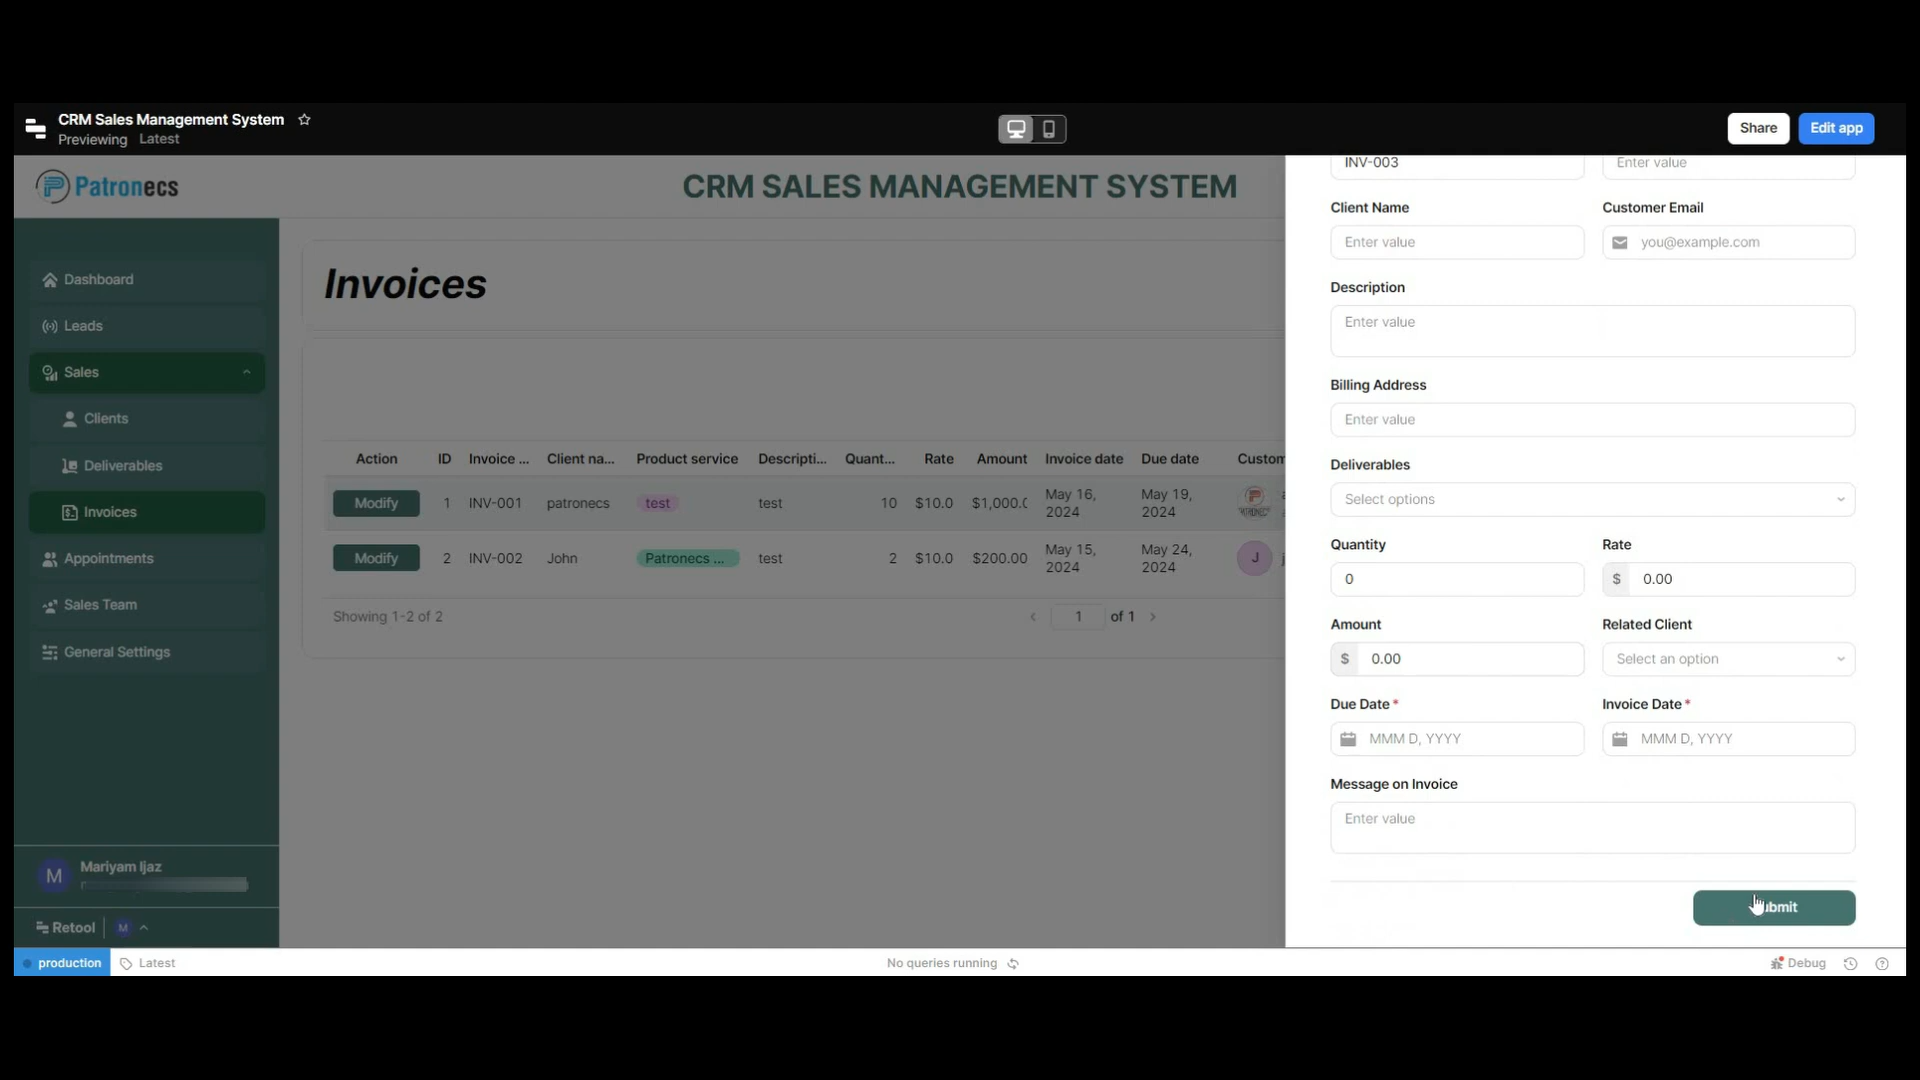 CRM Sales Management System
Previewing Latest
Share
Edit app
Patronecs
CRM SALES MANAGEMENT SYSTEM
Dashboard
Leads
Sales
Clients
Deliverables
Invoices
Appointments
Sales Team
General Settings
M
Mariyam Ijaz
Retool M
Invoices
Action ID Invoice ... Client na... Product service Descripti... Quant... Rate Amount Invoice date Due date Custom
Modify 1 INV-001 patronecs test test 10 $10.0 $1,000.0 May 16, 2024 May 19, 2024
Modify 2 INV-002 John Patronecs ... test 2 $10.0 $200.00 May 15, 2024 May 24, 2024 J j
Showing 1-2 of 2
1 of 1
INV-003 Enter value
Client Name Customer Email
Enter value you@example.com
Description
Enter value
Billing Address
Enter value
Deliverables
Select options
Quantity Rate
0 $ 0.00
Amount Related Client
$ 0.00 Select an option
Due Date * Invoice Date *
MMM D, YYYY MMM D, YYYY
Message on Invoice
Enter value
ubmit
production Latest
No queries running
Debug